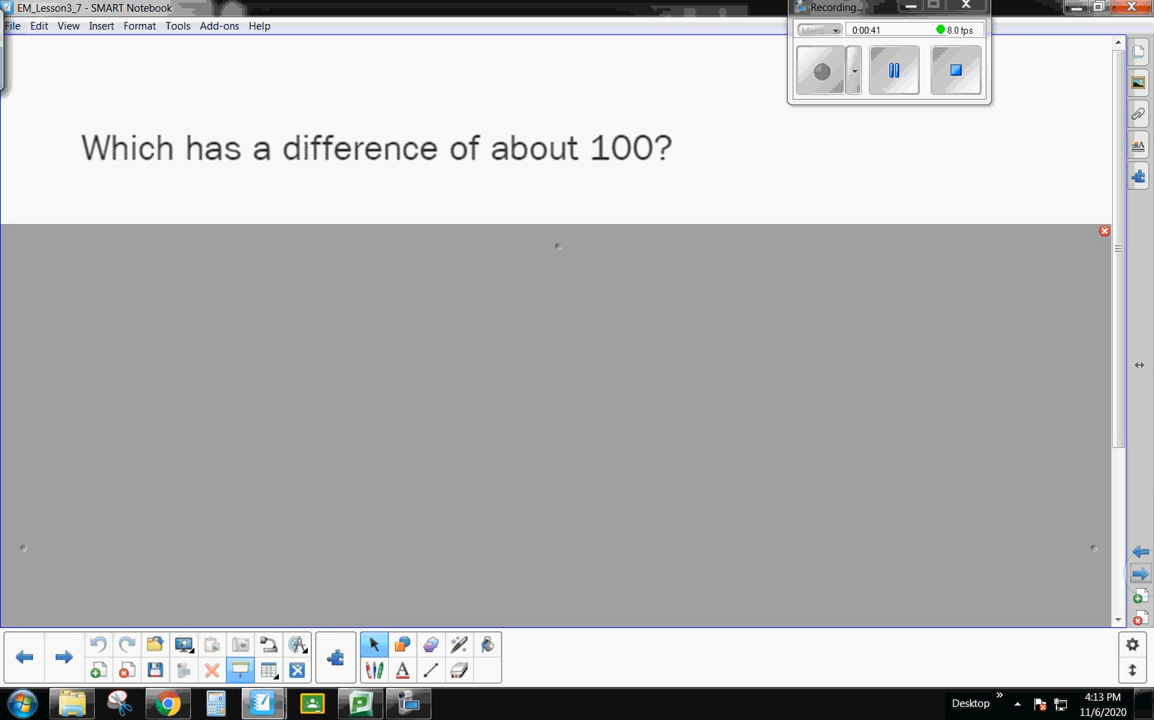 EM_Lesson3_7 - SMART Notebook
Recording...
File Edit View Insert Format Tools Add-ons Help
Menu 0:00:41 8.0 fps
Which has a difference of about 100?
Desktop
4:13 PM
11/6/2020